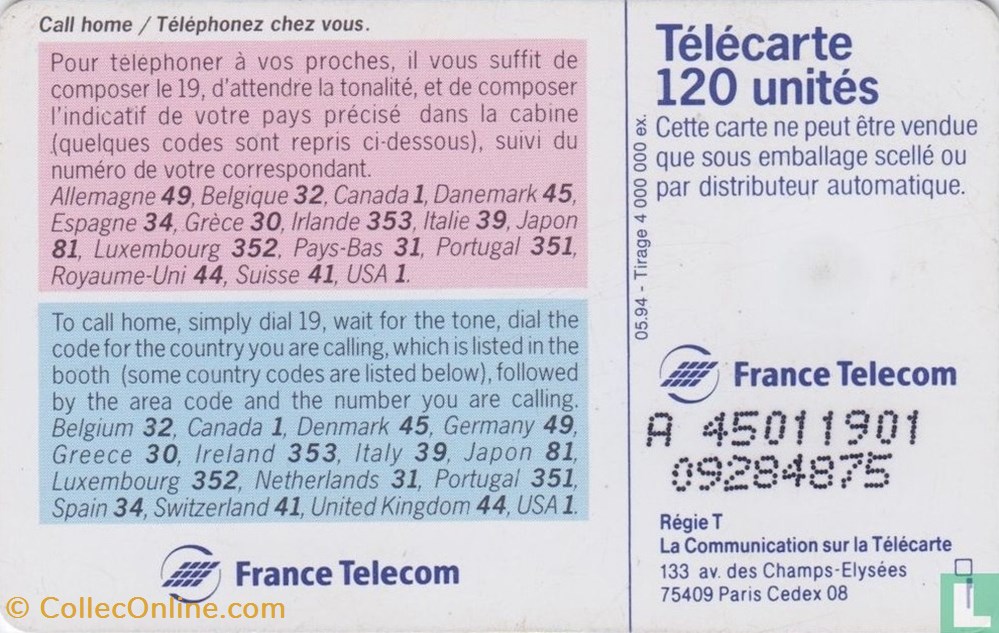 Call home / Téléphonez chez vous.
Pour téléphoner à vos proches, il vous suffit de
composer le 19, d'attendre la tonalité, et de composer
l'indicatif de votre pays précisé dans la cabine
(quelques codes sont repris ci-dessous), suivi du
numéro de votre correspondant.
Allemagne 49, Belgique 32, Canada 1, Danemark 45,
Espagne 34, Grèce 30, Irlande 353, Italie 39, Japon
81, Luxembourg 352, Pays-Bas 31, Portugal 351,
Royaume-Uni 44, Suisse 41, USA 1.
To call home, simply dial 19, wait for the tone, dial the
code for the country you are calling, which is listed in the
booth (some country codes are listed below), followed
by the area code and the number you are calling.
Belgium 32, Canada 1, Denmark 45, Germany 49,
Greece 30, Ireland 353, Italy 39, Japan 81,
Luxembourg 352, Netherlands 31, Portugal 351,
Spain 34, Switzerland 41, United Kingdom 44, USA 1.
France Telecom
05.94 - Tirage 4 000 000 ex.
Télécarte
120 unités
Cette carte ne peut être vendue
que sous emballage scellé ou
par distributeur automatique.
France Telecom
A 45011901
09284875
Régie T
La Communication sur la Télécarte
133 av. des Champs-Elysées
75409 Paris Cedex 08
© CollecOnline.com
L